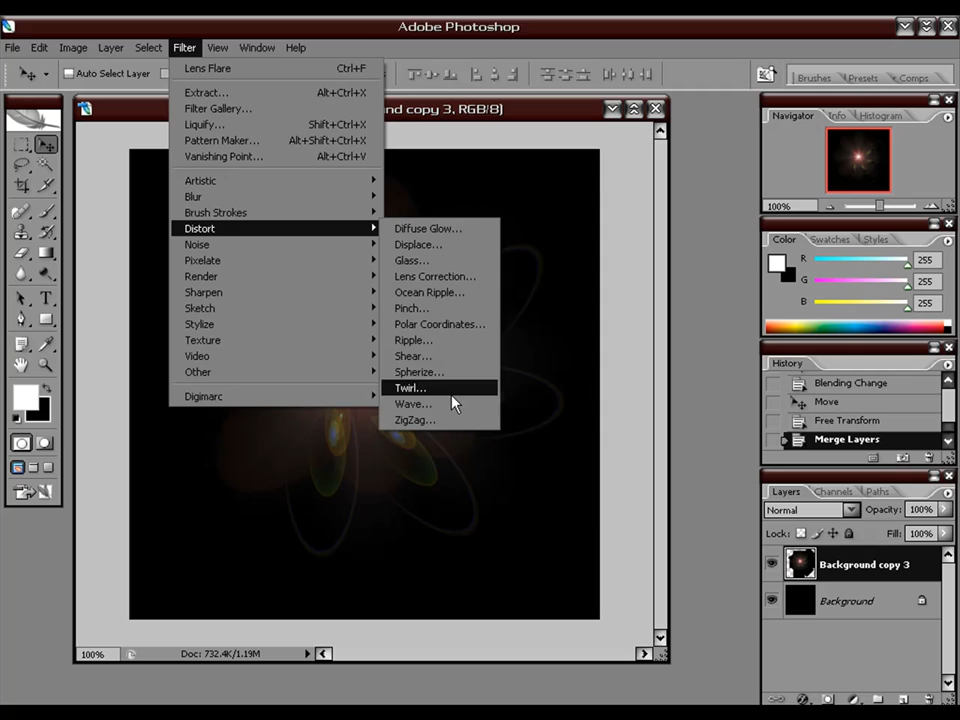 Adobe Photoshop
File Edit Image Layer Select Filter View Window Help
Auto Select Layer
Brushes Presets Comps
Lens Flare Ctrl+F
Extract... Alt+Ctrl+X
Filter Gallery...
Liquify... Shift+Ctrl+X
Pattern Maker... Alt+Shift+Ctrl+X
Vanishing Point... Alt+Ctrl+V
Artistic
Blur
Brush Strokes
Distort
Noise
Pixelate
Render
Sharpen
Sketch
Stylize
Texture
Video
Other
Digimarc
Diffuse Glow...
Displace...
Glass...
Lens Correction...
Ocean Ripple...
Pinch...
Polar Coordinates...
Ripple...
Shear...
Spherize...
Twirl...
Wave...
ZigZag...
ound copy 3, RGB/8)
100% Doc: 732.4K/1.19M
Navigator Info Histogram
100%
Color Swatches Styles
R 255
G 255
B 255
History
Blending Change
Move
Free Transform
Merge Layers
Layers Channels Paths
Normal Opacity: 100%
Lock: Fill: 100%
Background copy 3
Background